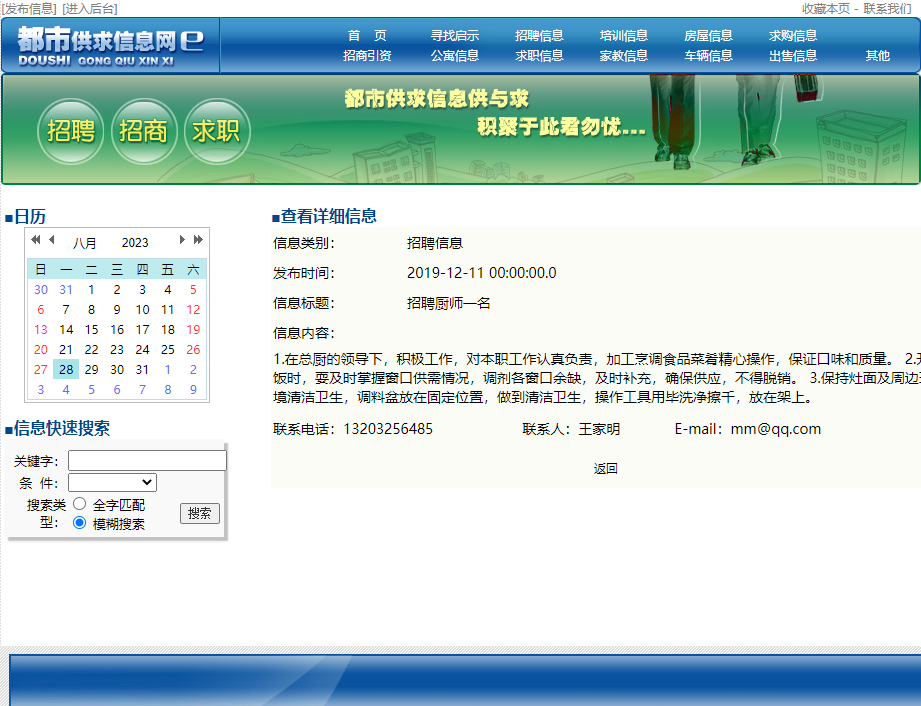 [发布信息] [进入后台] 收藏本页 - 联系我们
都市供求信息网e
DOUSHI GONG QIU XIN XI
首 页 寻找启示 招聘信息 培训信息 房屋信息 求购信息
招商引资 公寓信息 求职信息 家教信息 车辆信息 出售信息 其他
都市供求信息供与求
积聚于此君勿忧...
招聘 招商 求职
■日历
八月 2023
日 一 二 三 四 五 六
30 31 1 2 3 4 5
6 7 8 9 10 11 12
13 14 15 16 17 18 19
20 21 22 23 24 25 26
27 28 29 30 31 1 2
3 4 5 6 7 8 9
■信息快速搜索
关键字：
条 件：
搜索类型： 全字匹配
模糊搜索
搜索
■查看详细信息
信息类别： 招聘信息
发布时间： 2019-12-11 00:00:00.0
信息标题： 招聘厨师一名
信息内容：
1.在总厨的领导下，积极工作，对本职工作认真负责，加工烹调食品菜肴精心操作，保证口味和质量。 2.
饭时，要及时掌握窗口供需情况，调剂各窗口余缺，及时补充，确保供应，不得脱销。 3.保持灶面及周边
境清洁卫生，调料盆放在固定位置，做到清洁卫生，操作工具用毕洗净擦干，放在架上。
联系电话：13203256485 联系人：王家明 E-mail：mm@qq.com
返回